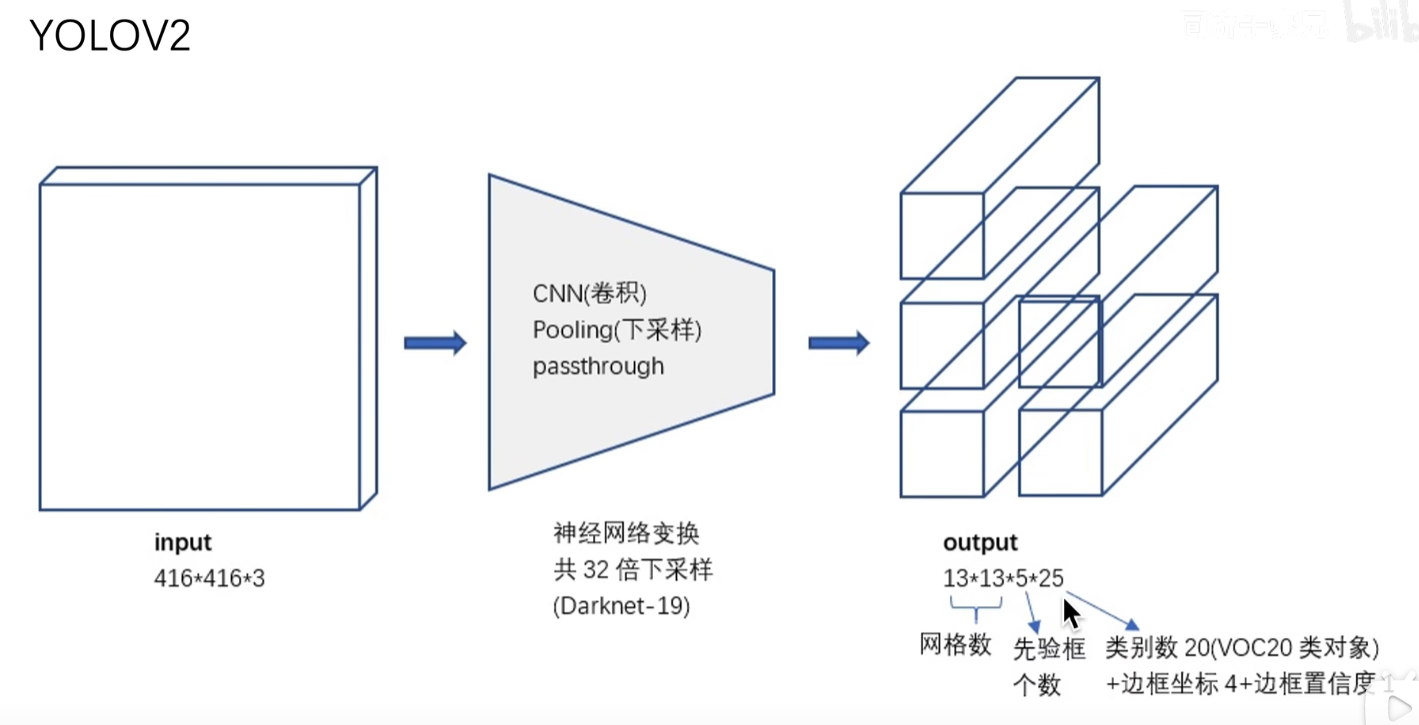 YOLOV2
CNN(卷积)
Pooling(下采样)
passthrough
input
416*416*3
神经网络变换
共 32 倍下采样
(Darknet-19)
output
13*13*5*25
网格数
先验框
个数
类别数 20(VOC20 类对象)
+边框坐标 4+边框置信度 1